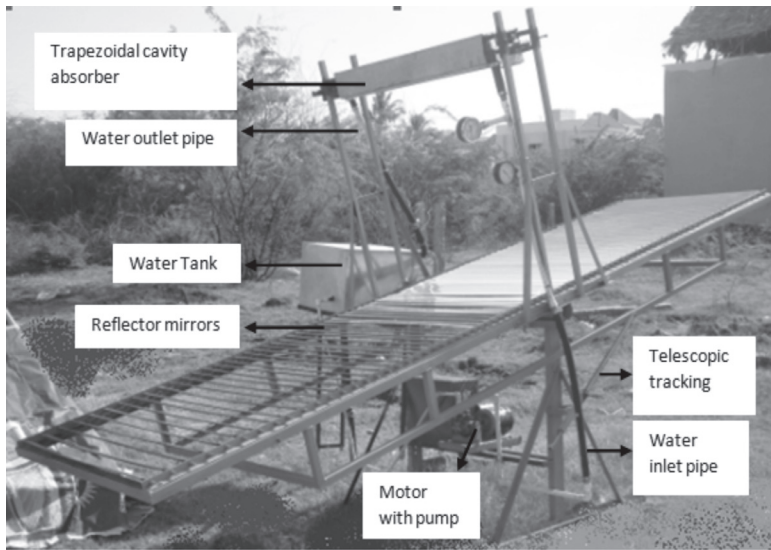 Trapezoidal cavity
absorber
Water outlet pipe
Water Tank
Reflector mirrors
Telescopic
tracking
Water
inlet pipe
Motor
with pump